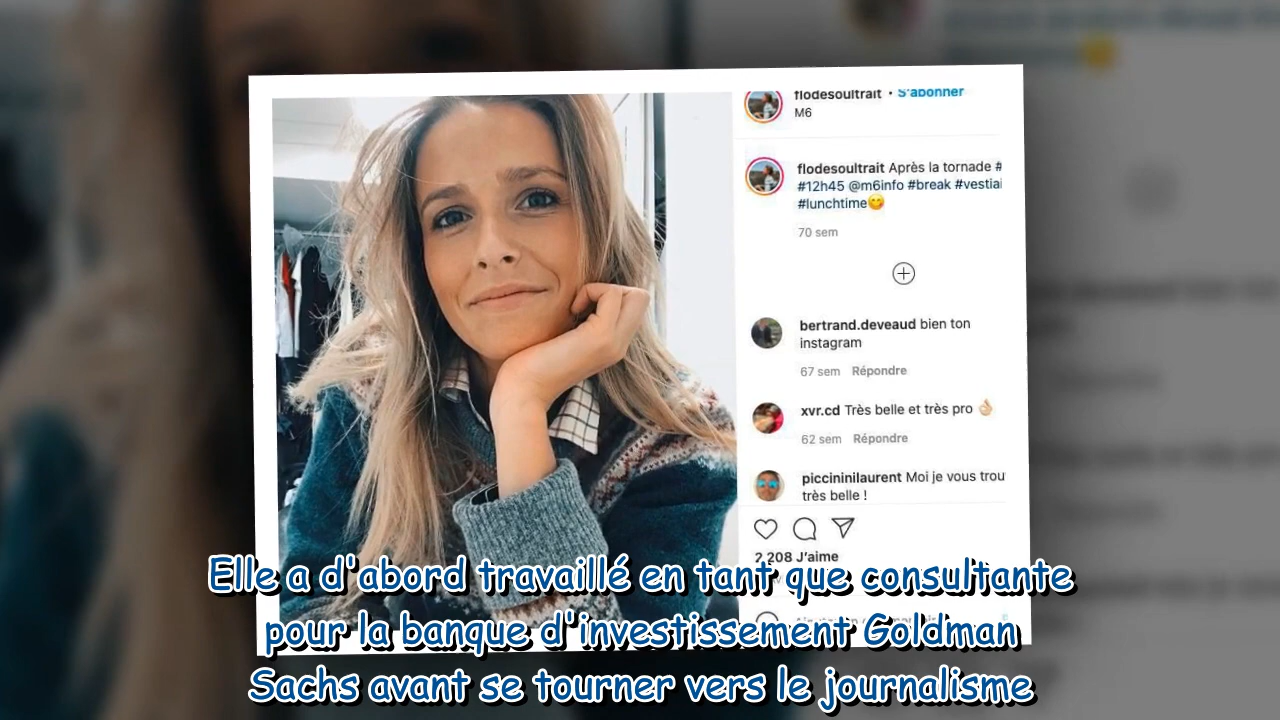 flodesoultrait • S'abonner
M6
flodesoultrait Après la tornade #
#12h45 @m6info #break #vestiai
#lunchtime😋
70 sem
bertrand.deveaud bien ton
instagram
67 sem Répondre
xvr.cd Très belle et très pro 👌🏼
62 sem Répondre
piccininilaurent Moi je vous trou
très belle !
2 208 J'aime
Elle a d'abord travaillé en tant que consultante
pour la banque d'investissement Goldman
Sachs avant se tourner vers le journalisme